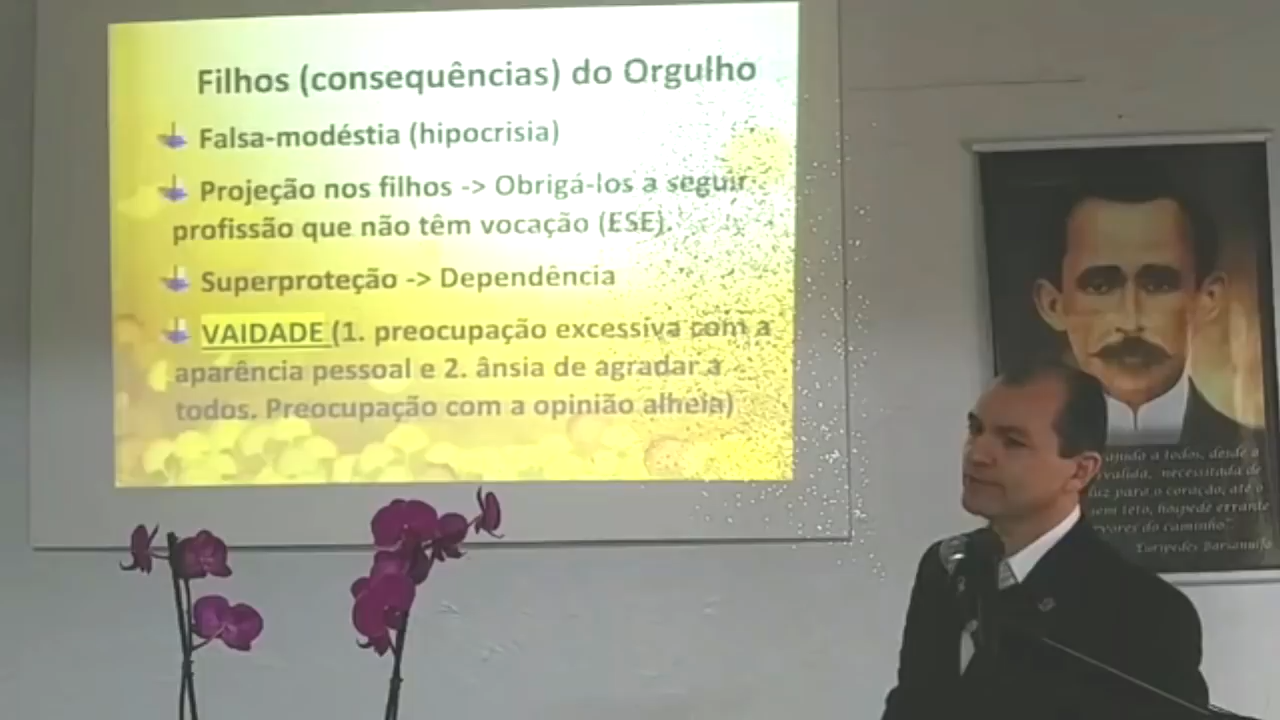 Filhos (consequências) do Orgulho
Falsa-modéstia (hipocrisia)
Projeção nos filhos -> Obrigá-los a seguir
profissão que não têm vocação (ESE).
Superproteção -> Dependência
VAIDADE (1. preocupação excessiva com a
aparência pessoal e 2. ânsia de agradar a
todos. Preocupação com a opinião alheia)
ajuda a todos, desde a
necessitada de
luz para o coração, até o
sem teto, hóspede errante
do caminho."
Eurípedes Barsanulfo